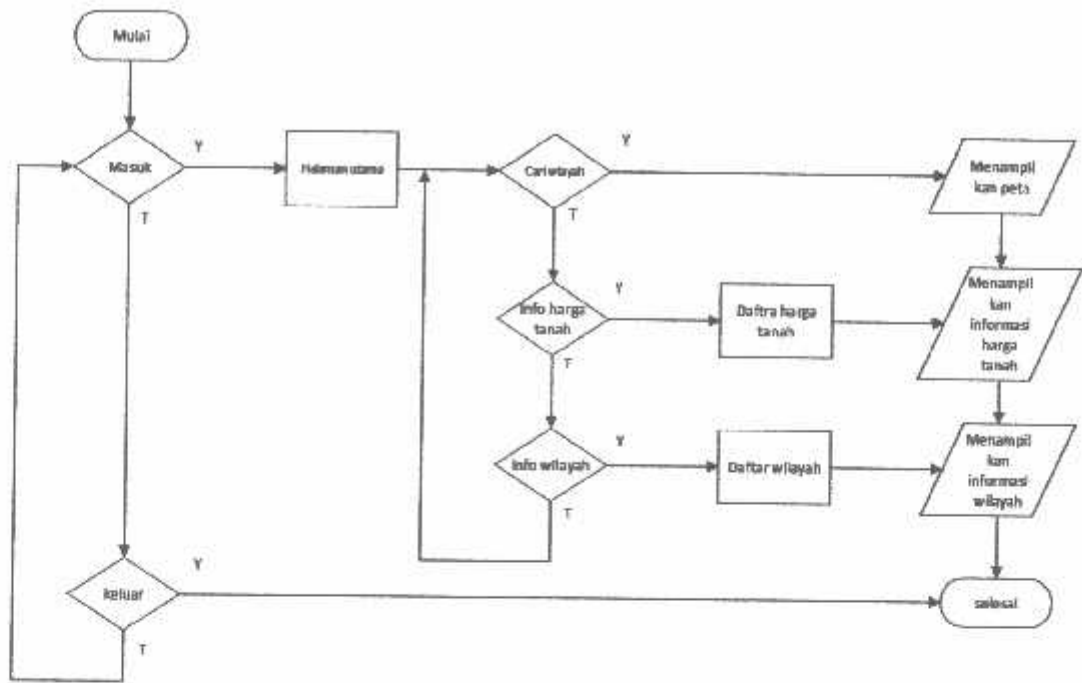 Mulai
Masuk
Y
T
Halaman utama
Cari wilayah
Y
T
Menampil
kan peta
Info harga
tanah
Y
T
Daftra harga
tanah
Menampil
kan
informasi
harga
tanah
Info wilayah
Y
T
Daftar wilayah
Menampil
kan
informasi
wilayah
keluar
Y
T
selesai